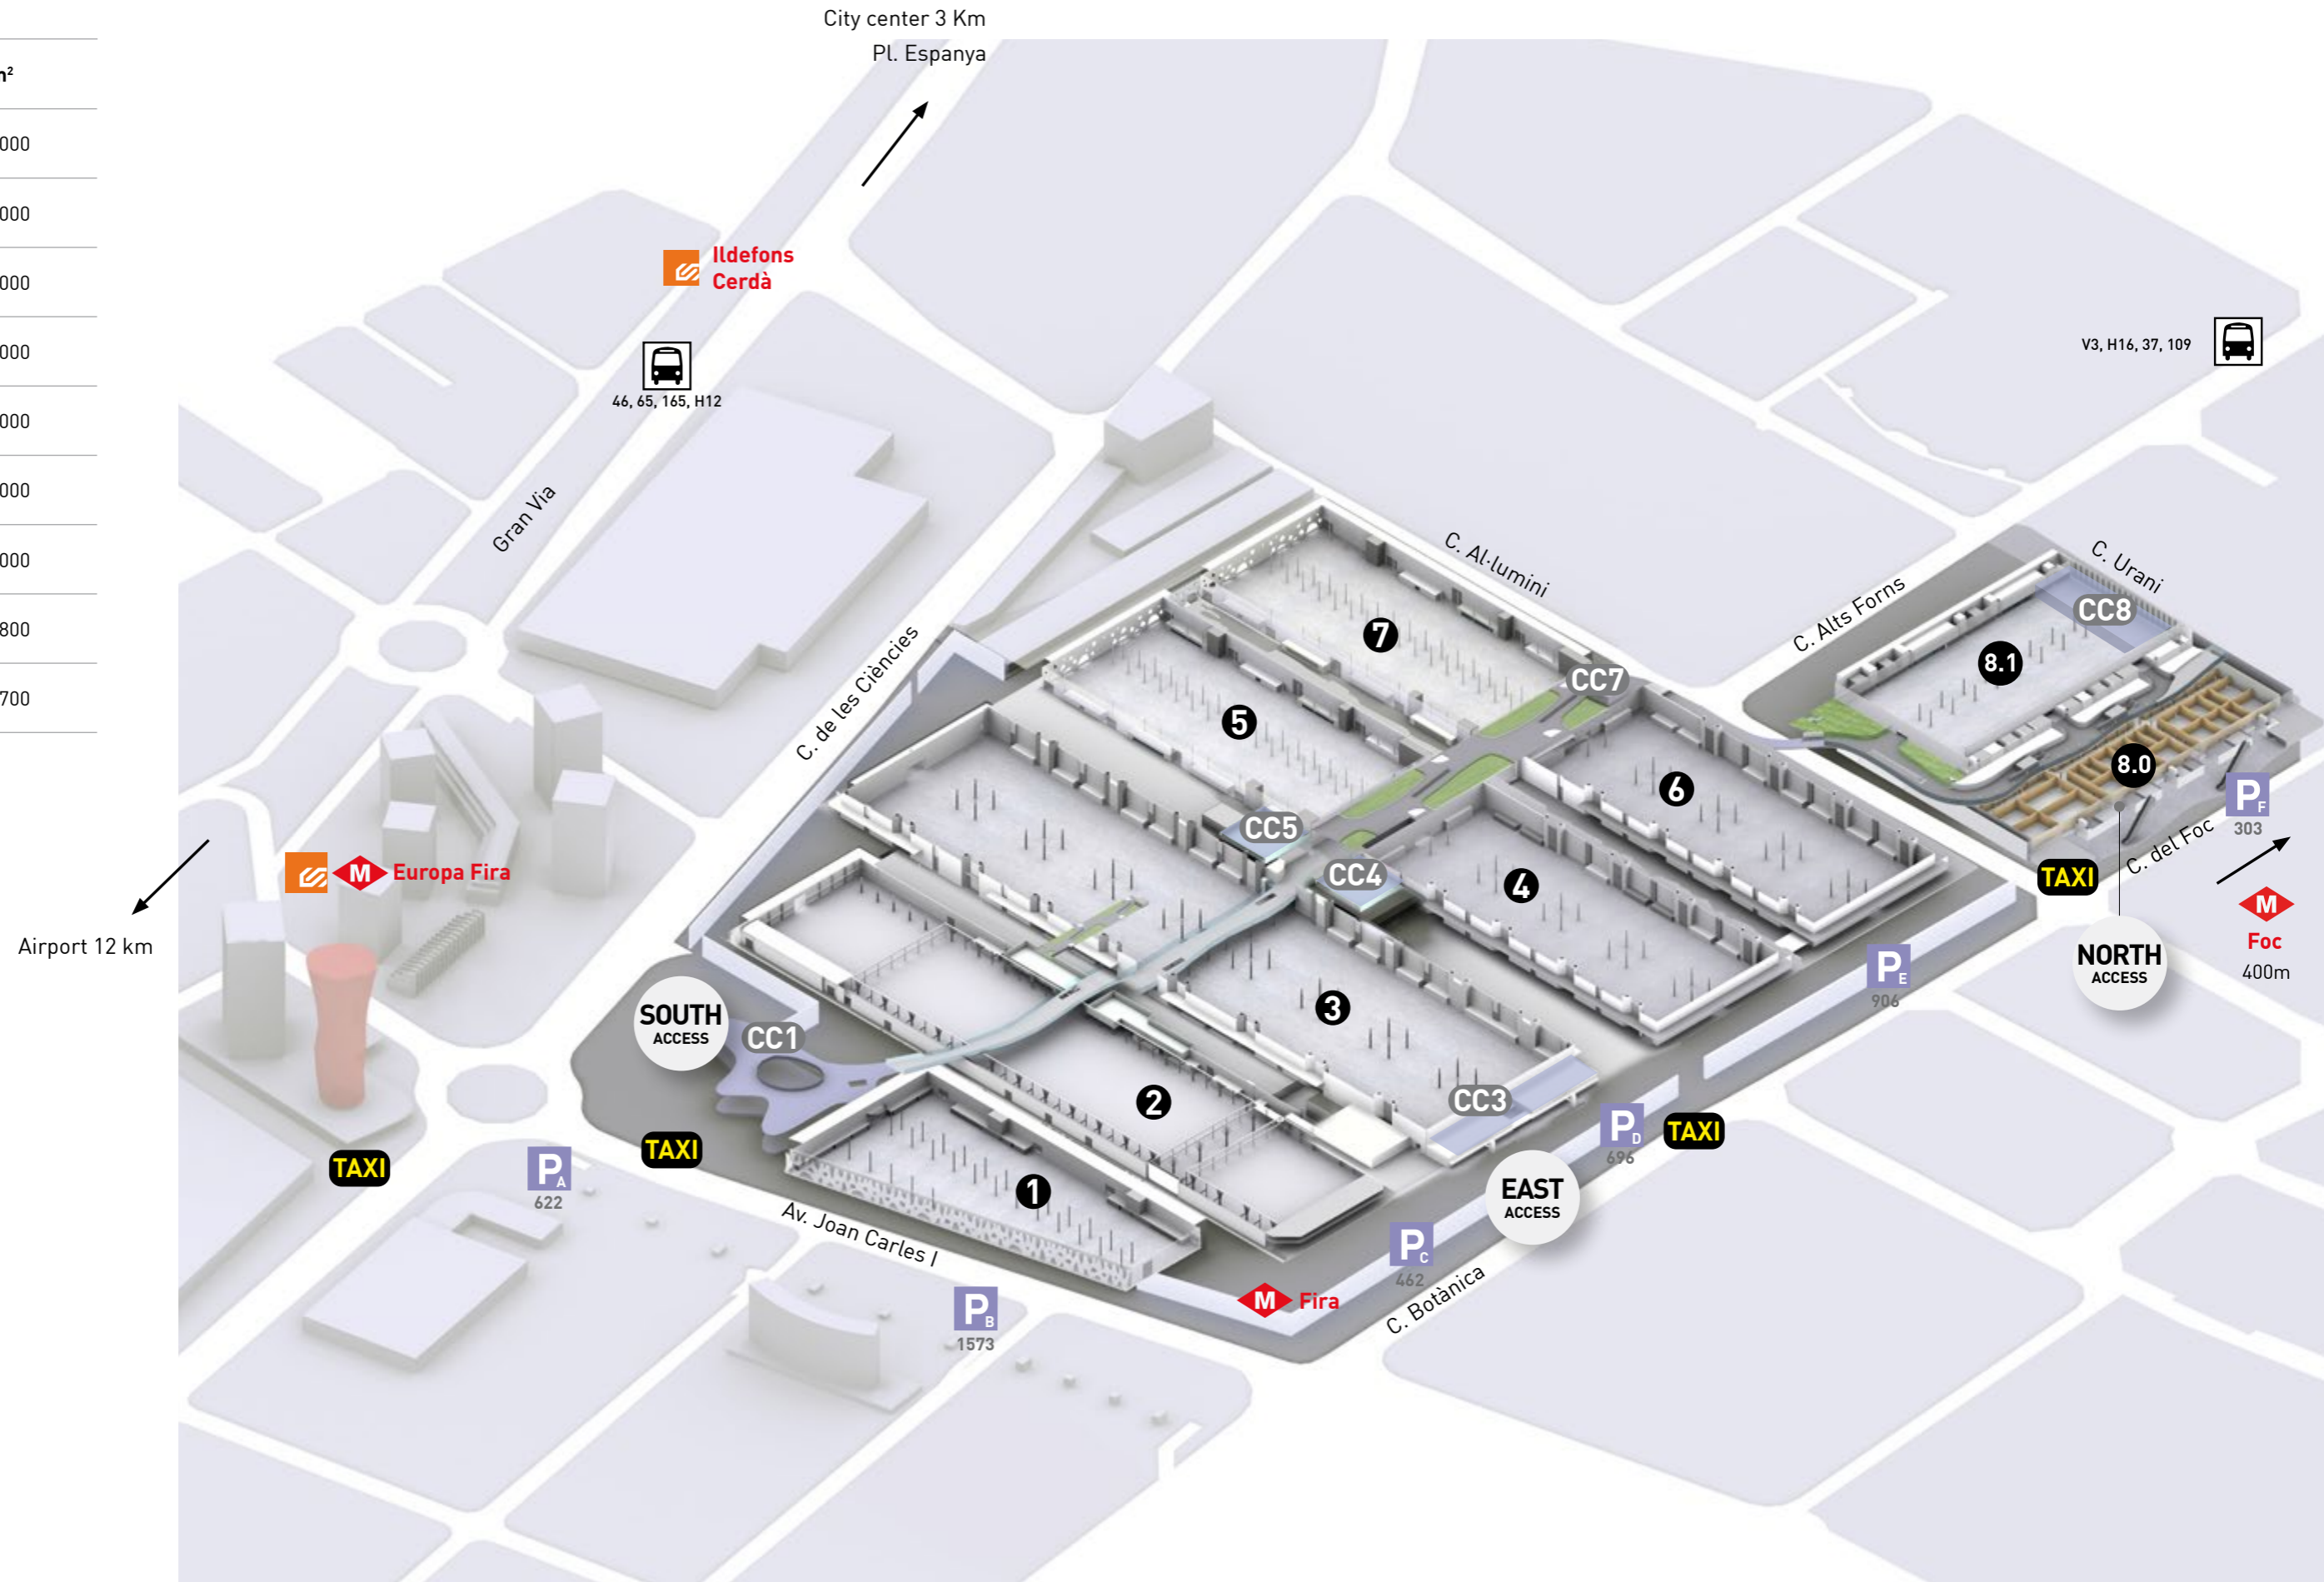 City center 3 Km
Pl. Espanya
m²
000
000
000
000
000
000
000
800
700
Ildefons
Cerdà
46, 65, 165, H12
V3, H16, 37, 109
Gran Via
C. de les Ciències
C. Al·lumini
C. Alts Forns
C. Urani
CC8
8.1
8.0
7
CC7
5
6
CC5
CC4
4
3
CC3
2
1
CC1
P F
303
C. del Foc
TAXI
M
Foc
400m
NORTH
ACCESS
P E
906
M Europa Fira
Airport 12 km
SOUTH
ACCESS
TAXI
TAXI
P A
622
Av. Joan Carles I
P B
1573
M Fira
P C
462
C. Botànica
EAST
ACCESS
P D
696
TAXI